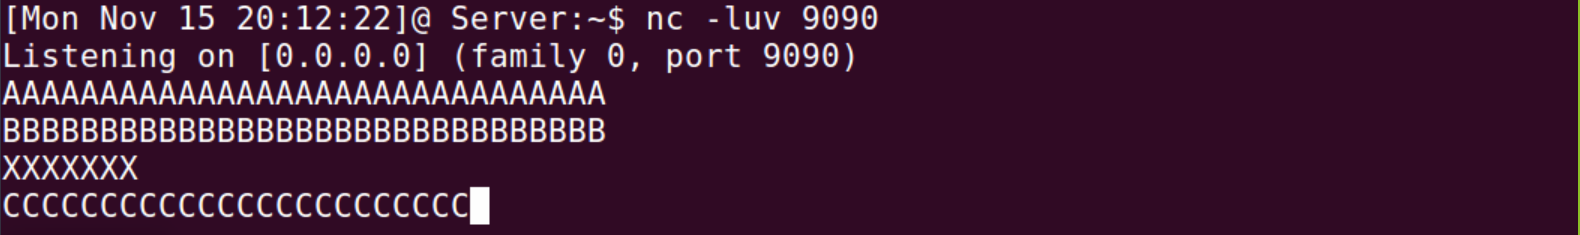 [Mon Nov 15 20:12:22]@ Server:~$ nc -luv 9090
Listening on [0.0.0.0] (family 0, port 9090)
AAAAAAAAAAAAAAAAAAAAAAAAAAAAAAA
BBBBBBBBBBBBBBBBBBBBBBBBBBBBBBB
XXXXXXX
CCCCCCCCCCCCCCCCCCCCCCCC